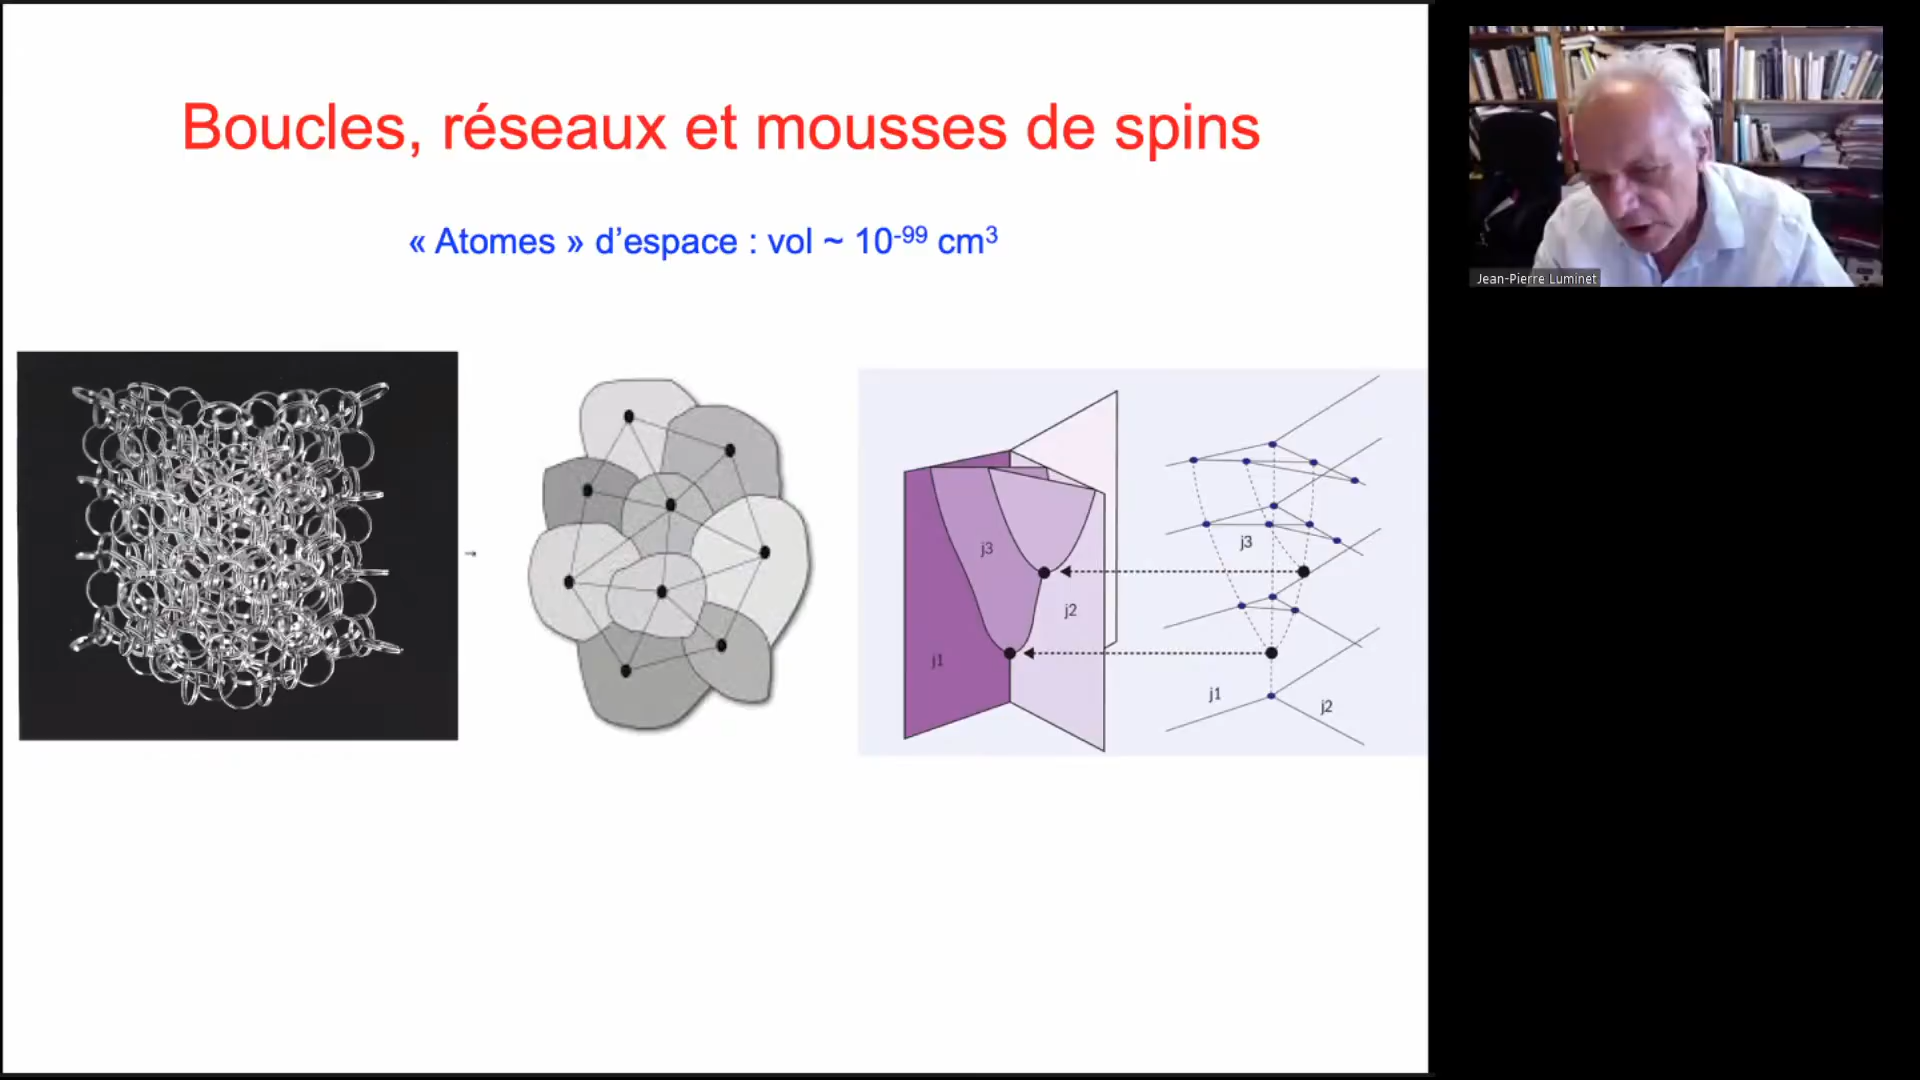 Boucles, réseaux et mousses de spins
« Atomes » d’espace : vol ~ 10⁻⁹⁹ cm³
→
j3
j2
j1
j3
j1
j2
Jean-Pierre Luminet